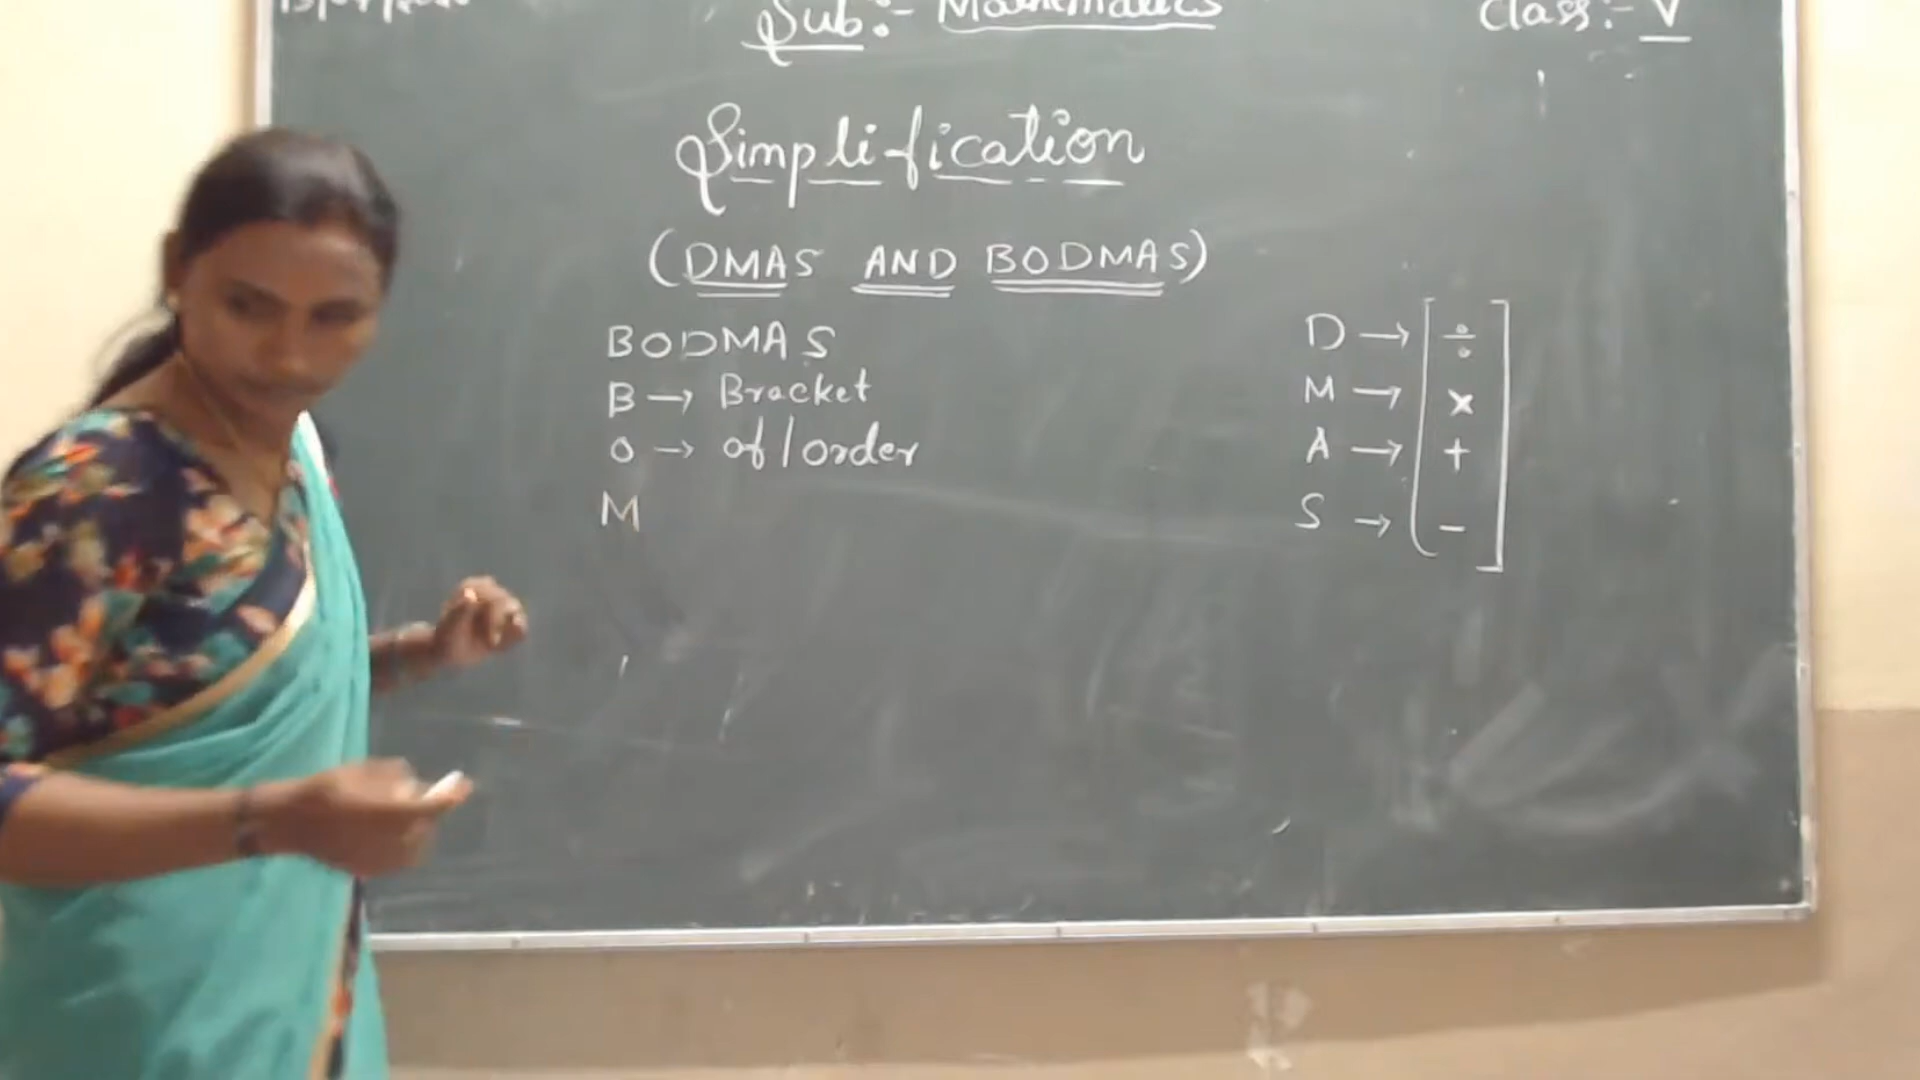 Sub:- Mathematics
Class:- V
Simplification
(DMAS AND BODMAS)
BODMAS
B → Bracket
O → of/order
M
D → ÷
M → ×
A → +
S → -